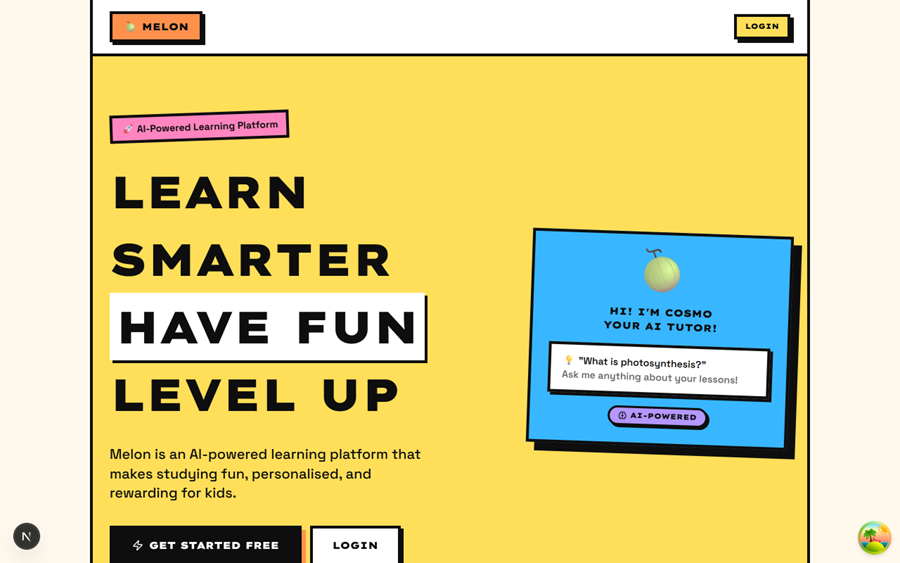 MELON
LOGIN
AI-Powered Learning Platform
LEARN
SMARTER
HAVE FUN
LEVEL UP
Melon is an AI-powered learning platform that
makes studying fun, personalised, and
rewarding for kids.
GET STARTED FREE
LOGIN
HI! I'M COSMO
YOUR AI TUTOR!
"What is photosynthesis?"
Ask me anything about your lessons!
AI-POWERED
N